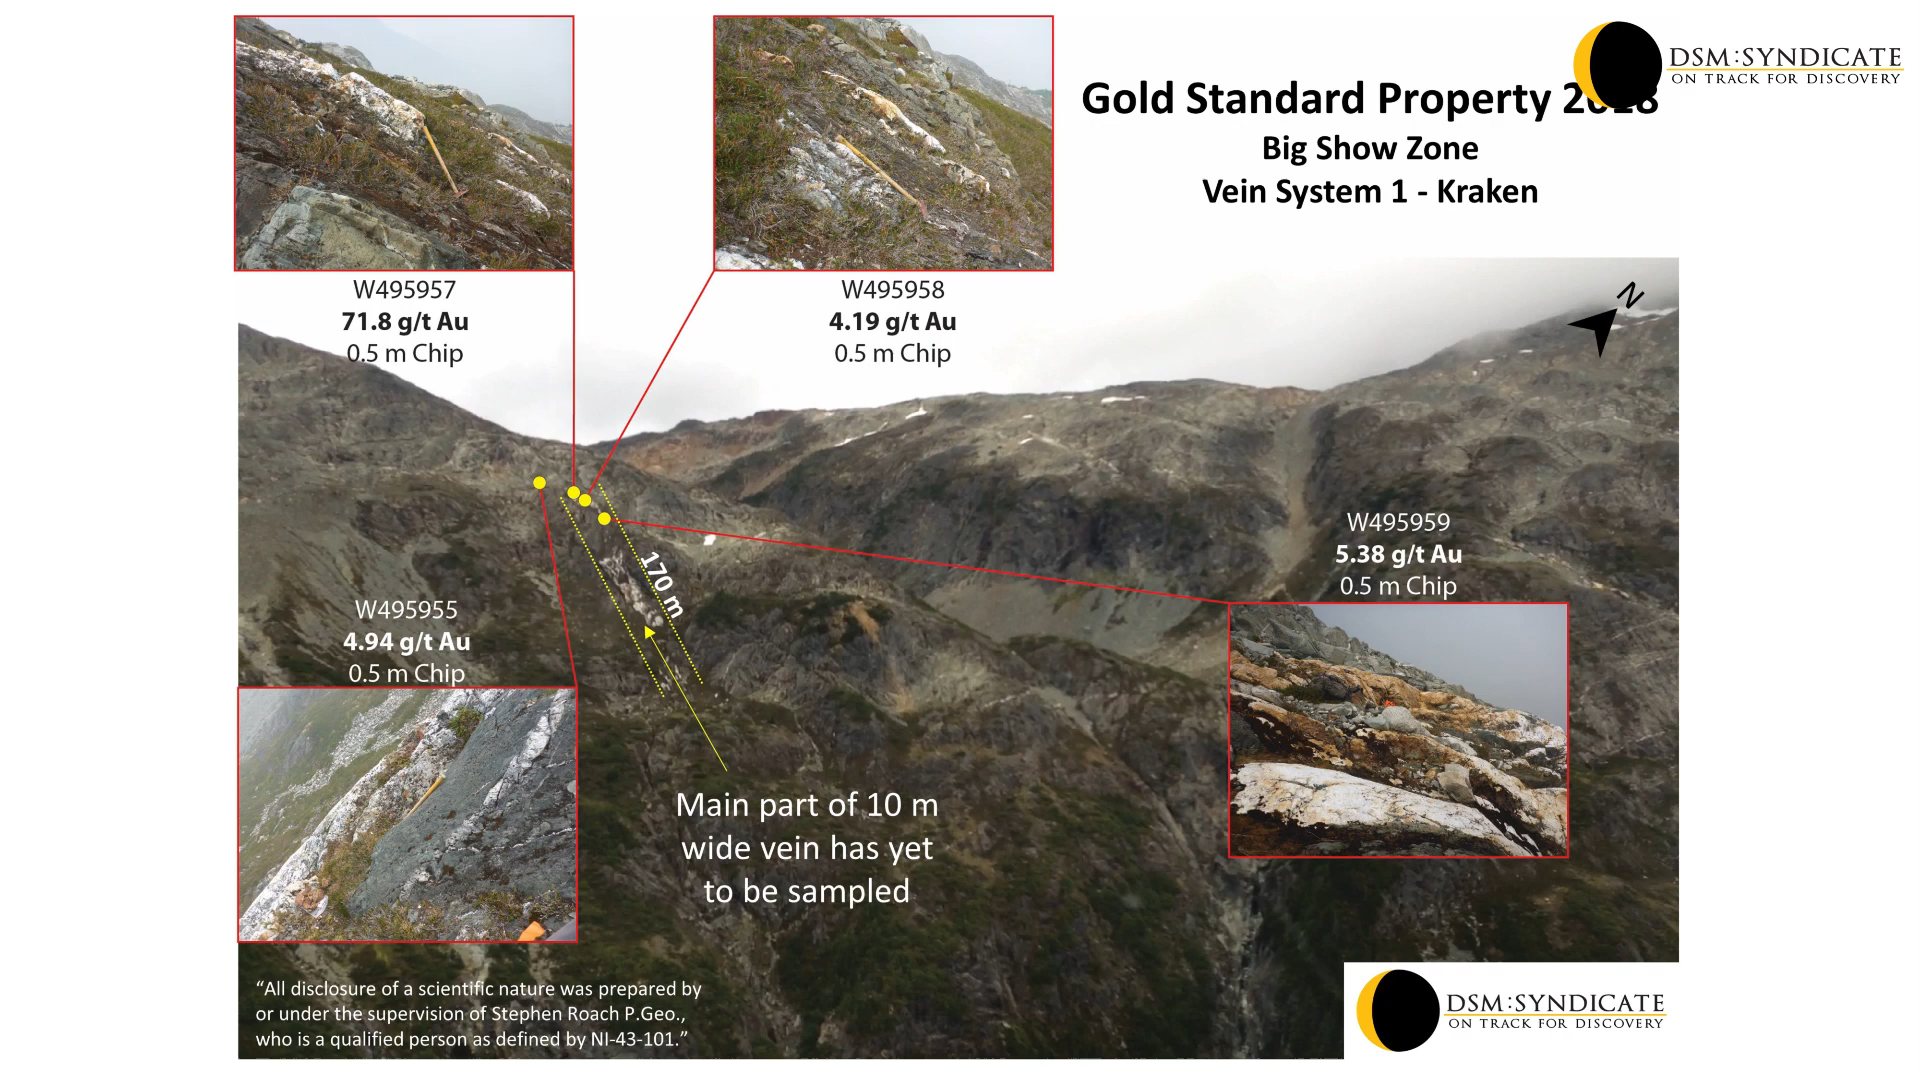 DSM:SYNDICATE
ON TRACK FOR DISCOVERY
Gold Standard Property
Big Show Zone
Vein System 1 - Kraken
W495957
71.8 g/t Au
0.5 m Chip
W495958
4.19 g/t Au
0.5 m Chip
N
W495959
5.38 g/t Au
0.5 m Chip
170 m
W495955
4.94 g/t Au
0.5 m Chip
Main part of 10 m
wide vein has yet
to be sampled
“All disclosure of a scientific nature was prepared by
or under the supervision of Stephen Roach P.Geo.,
who is a qualified person as defined by NI-43-101.”
DSM:SYNDICATE
ON TRACK FOR DISCOVERY